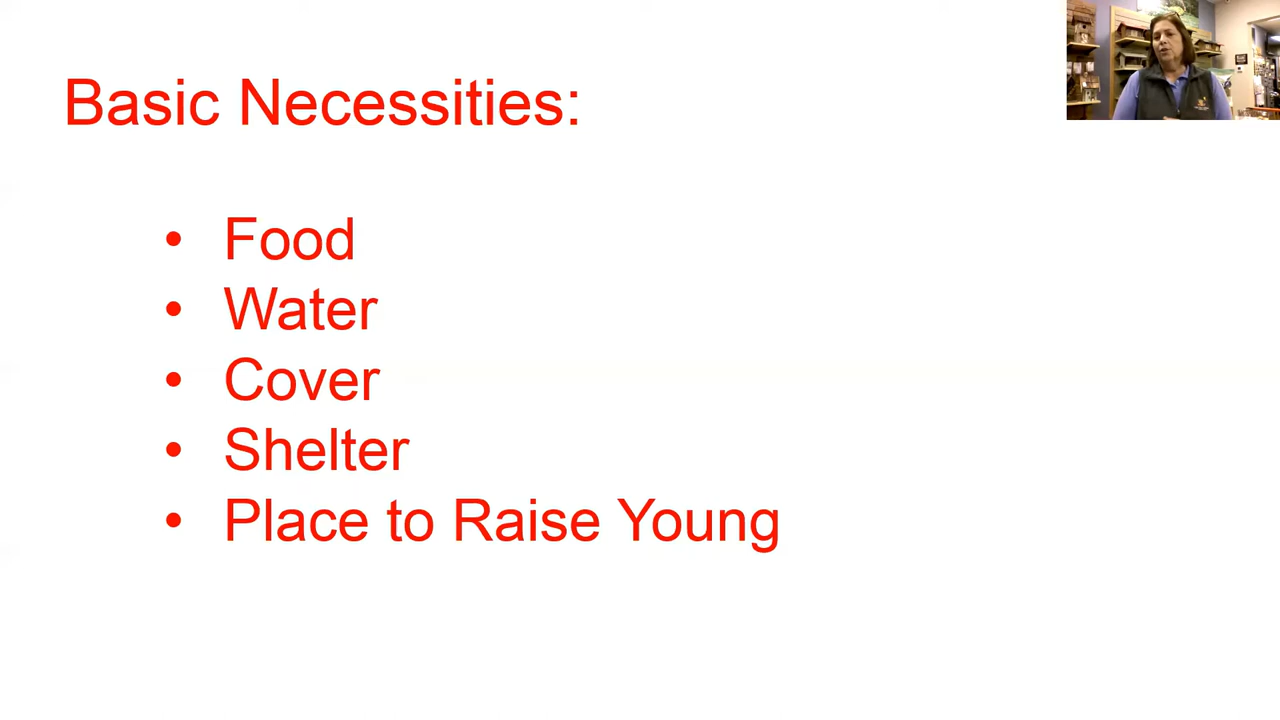 Basic Necessities:
• Food
• Water
• Cover
• Shelter
• Place to Raise Young